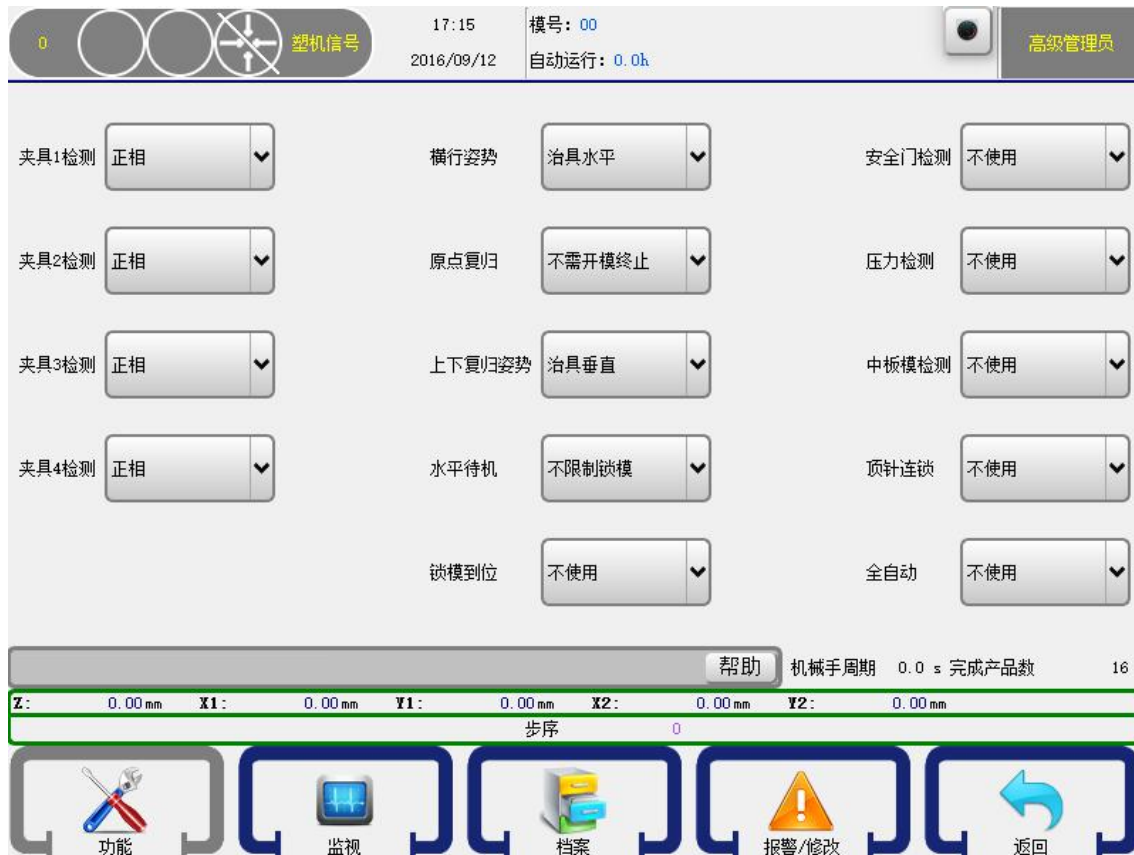 0 塑机信号 17:15 模号: 00 高级管理员
2016/09/12 自动运行: 0.0h
夹具1检测 正相 横行姿势 治具水平 安全门检测 不使用
夹具2检测 正相 原点复归 不需开模终止 压力检测 不使用
夹具3检测 正相 上下复归姿势 治具垂直 中板模检测 不使用
夹具4检测 正相 水平待机 不限制锁模 顶针连锁 不使用
锁模到位 不使用 全自动 不使用
帮助 机械手周期 0.0 s 完成产品数 16
Z: 0.00mm X1: 0.00mm Y1: 0.00mm X2: 0.00mm Y2: 0.00mm
步序 0
功能 监视 档案 报警/修改 返回